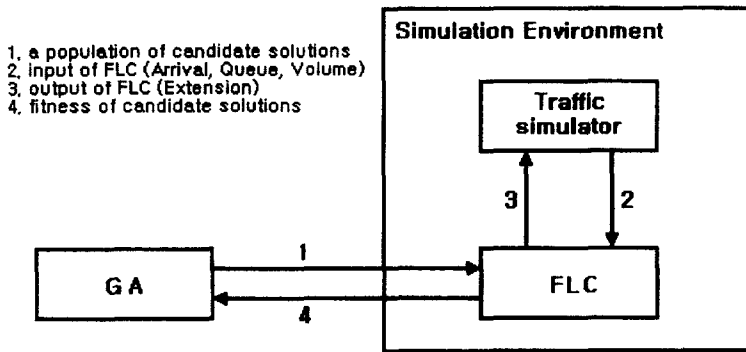 1, a population of candidate solutions
2, input of FLC (Arrival, Queue, Volume)
3, output of FLC (Extension)
4, fitness of candidate solutions
Simulation Environment
Traffic
simulator
3
2
1
GA
FLC
4